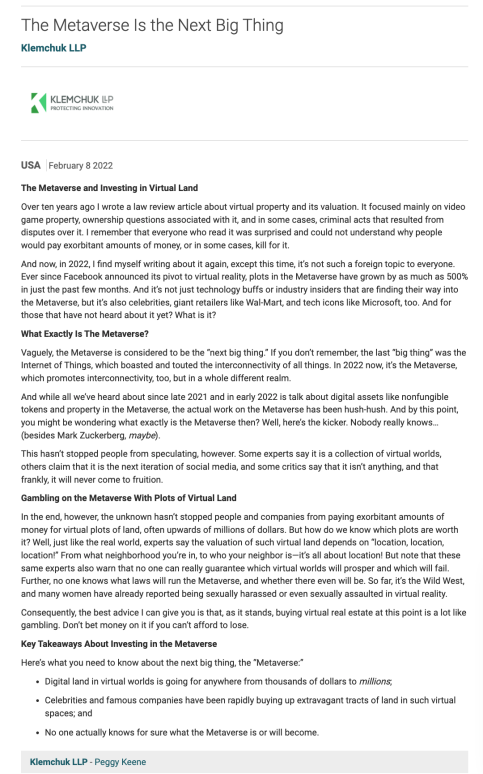 The Metaverse Is the Next Big Thing
Klemchuk LLP
KLEMCHUK LLP
PROTECTING INNOVATION
USA | February 8 2022
The Metaverse and Investing in Virtual Land
Over ten years ago I wrote a law review article about virtual property and its valuation. It focused mainly on video
game property, ownership questions associated with it, and in some cases, criminal acts that resulted from
disputes over it. I remember that everyone who read it was surprised and could not understand why people
would pay exorbitant amounts of money, or in some cases, kill for it.
And now, in 2022, I find myself writing about it again, except this time, it's not such a foreign topic to everyone.
Ever since Facebook announced its pivot to virtual reality, plots in the Metaverse have grown by as much as 500%
in just the past few months. And it's not just technology buffs or industry insiders that are finding their way into
the Metaverse, but it's also celebrities, giant retailers like Wal-Mart, and tech icons like Microsoft, too. And for
those that have not heard about it yet? What is it?
What Exactly Is The Metaverse?
Vaguely, the Metaverse is considered to be the “next big thing.” If you don't remember, the last “big thing” was the
Internet of Things, which boasted and touted the interconnectivity of all things. In 2022 now, it's the Metaverse,
which promotes interconnectivity, too, but in a whole different realm.
And while all we've heard about since late 2021 and in early 2022 is talk about digital assets like nonfungible
tokens and property in the Metaverse, the actual work on the Metaverse has been hush-hush. And by this point,
you might be wondering what exactly is the Metaverse then? Well, here's the kicker. Nobody really knows…
(besides Mark Zuckerberg, maybe).
This hasn't stopped people from speculating, however. Some experts say it is a collection of virtual worlds,
others claim that it is the next iteration of social media, and some critics say that it isn't anything, and that
frankly, it will never come to fruition.
Gambling on the Metaverse With Plots of Virtual Land
In the end, however, the unknown hasn't stopped people and companies from paying exorbitant amounts of
money for virtual plots of land, often upwards of millions of dollars. But how do we know which plots are worth
it? Well, just like the real world, experts say the valuation of such virtual land depends on “location, location,
location!” From what neighborhood you're in, to who your neighbor is—it's all about location! But note that these
same experts also warn that no one can really guarantee which virtual worlds will prosper and which will fail.
Further, no one knows what laws will run the Metaverse, and whether there even will be. So far, it's the Wild West,
and many women have already reported being sexually harassed or even sexually assaulted in virtual reality.
Consequently, the best advice I can give you is that, as it stands, buying virtual real estate at this point is a lot like
gambling. Don't bet money on it if you can't afford to lose.
Key Takeaways About Investing in the Metaverse
Here's what you need to know about the next big thing, the “Metaverse:”
• Digital land in virtual worlds is going for anywhere from thousands of dollars to millions;
• Celebrities and famous companies have been rapidly buying up extravagant tracts of land in such virtual
spaces; and
• No one actually knows for sure what the Metaverse is or will become.
Klemchuk LLP - Peggy Keene